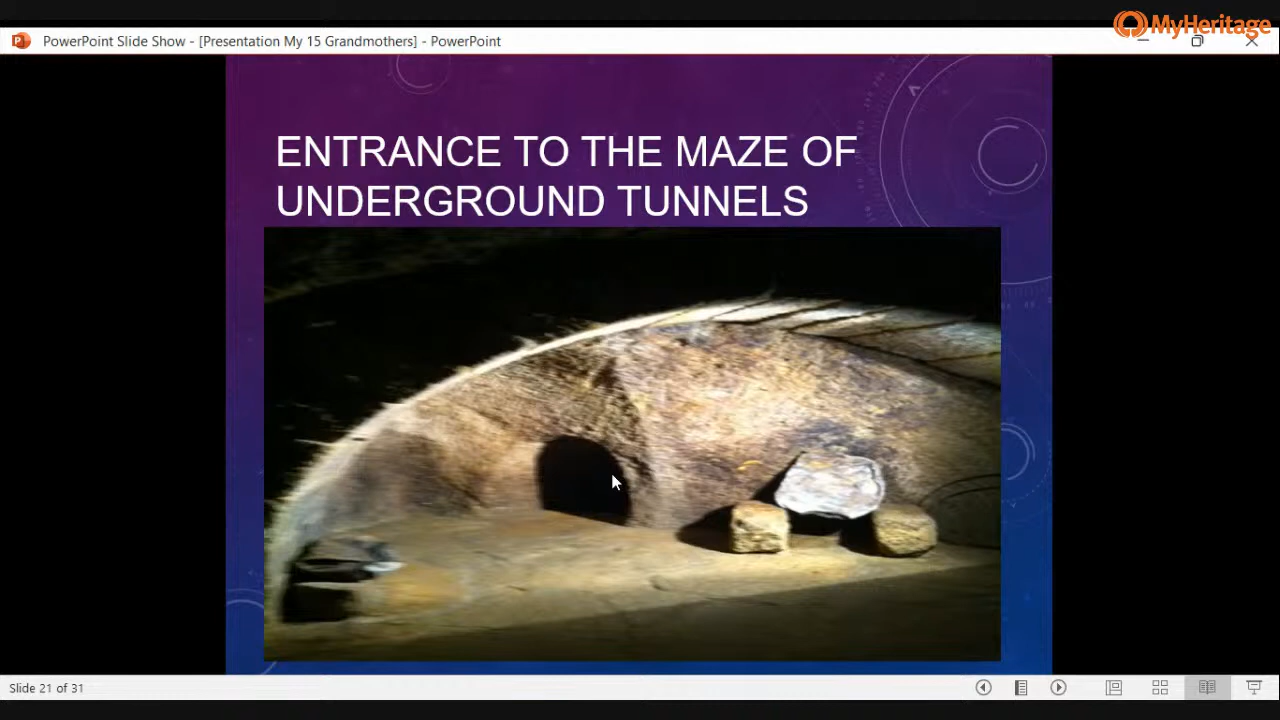 MyHeritage
PowerPoint Slide Show - [Presentation My 15 Grandmothers] - PowerPoint
ENTRANCE TO THE MAZE OF
UNDERGROUND TUNNELS
Slide 21 of 31